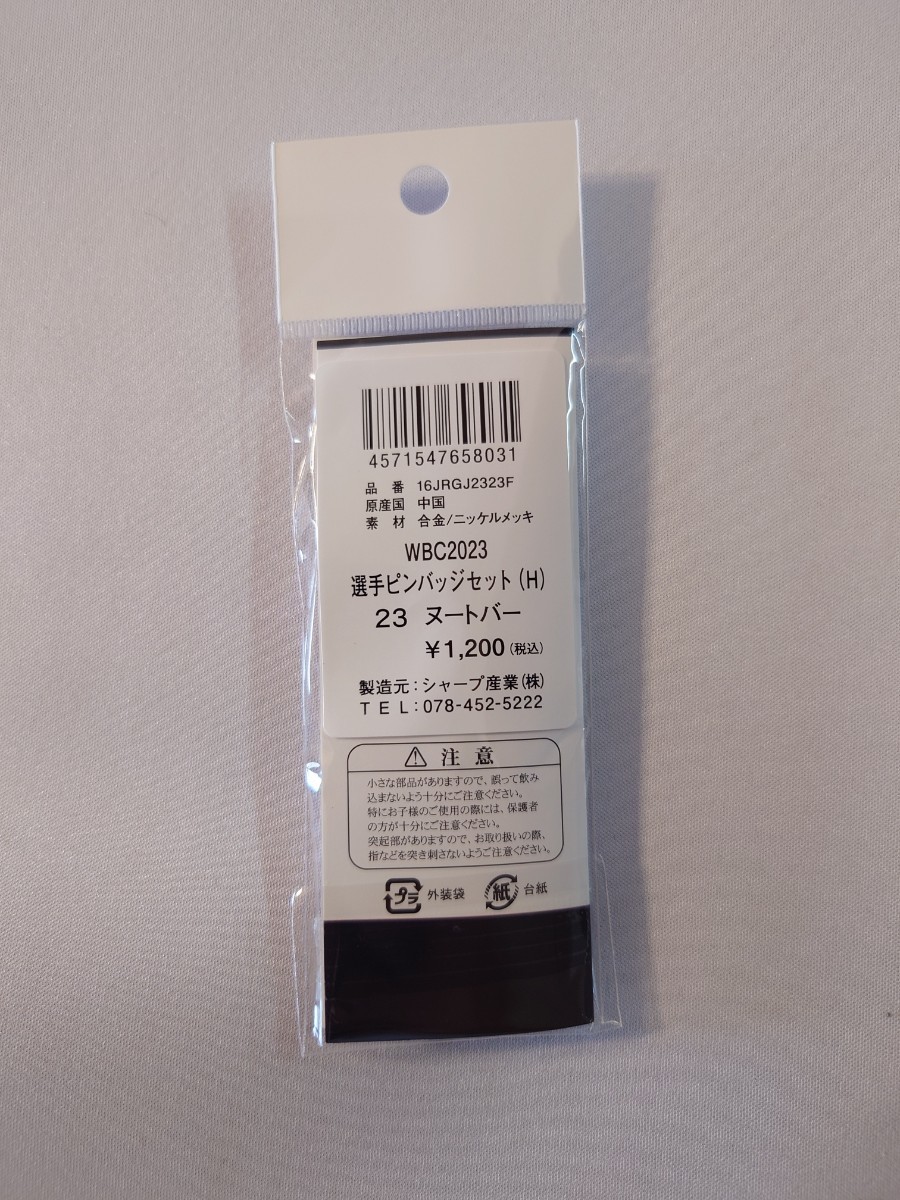 4571547658031
品 番 16JRGJ2323F
原産国 中国
素 材 合金/ニッケルメッキ
WBC2023
選手ピンバッジセット(H)
23 ヌートバー
¥1,200(税込)
製造元:シャープ産業(株)
TEL:078-452-5222
注意
小さな部品がありますので、誤って飲み
込まないよう十分にご注意ください。
特にお子様のご使用の際には、保護者
の方が十分にご注意ください。
突起部がありますので、お取り扱いの際、
指などを突き刺さないようご注意ください。
プラ 外装袋 紙 台紙